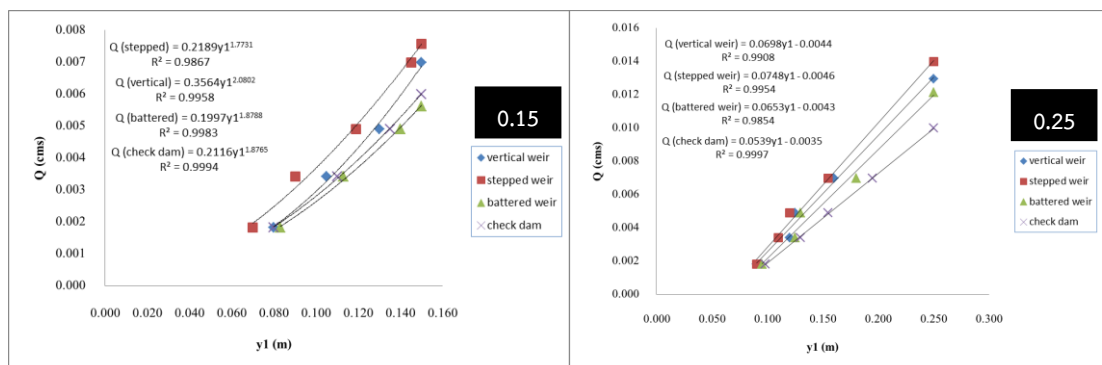 0.008
0.007
0.006
0.005
0.004
0.003
0.002
0.001
0.000
Q (cms)
Q (stepped) = 0.2189y1^1.7731
R² = 0.9867
Q (vertical) = 0.3564y1^2.0802
R² = 0.9958
Q (battered) = 0.1997y1^1.8788
R² = 0.9983
Q (check dam) = 0.2116y1^1.8765
R² = 0.9994
0.000 0.020 0.040 0.060 0.080 0.100 0.120 0.140 0.160
y1 (m)
0.15
vertical weir
stepped weir
battered weir
check dam
0.016
0.014
0.012
0.010
0.008
0.006
0.004
0.002
0.000
Q (cms)
Q (vertical weir) = 0.0698y1 - 0.0044
R² = 0.9908
Q (stepped weir) = 0.0748y1 - 0.0046
R² = 0.9954
Q (battered weir) = 0.0653y1 - 0.0043
R² = 0.9854
Q (check dam) = 0.0539y1 - 0.0035
R² = 0.9997
0.000 0.100 0.150 0.200 0.250 0.300
y1 (m)
0.25
vertical weir
stepped weir
battered weir
check dam